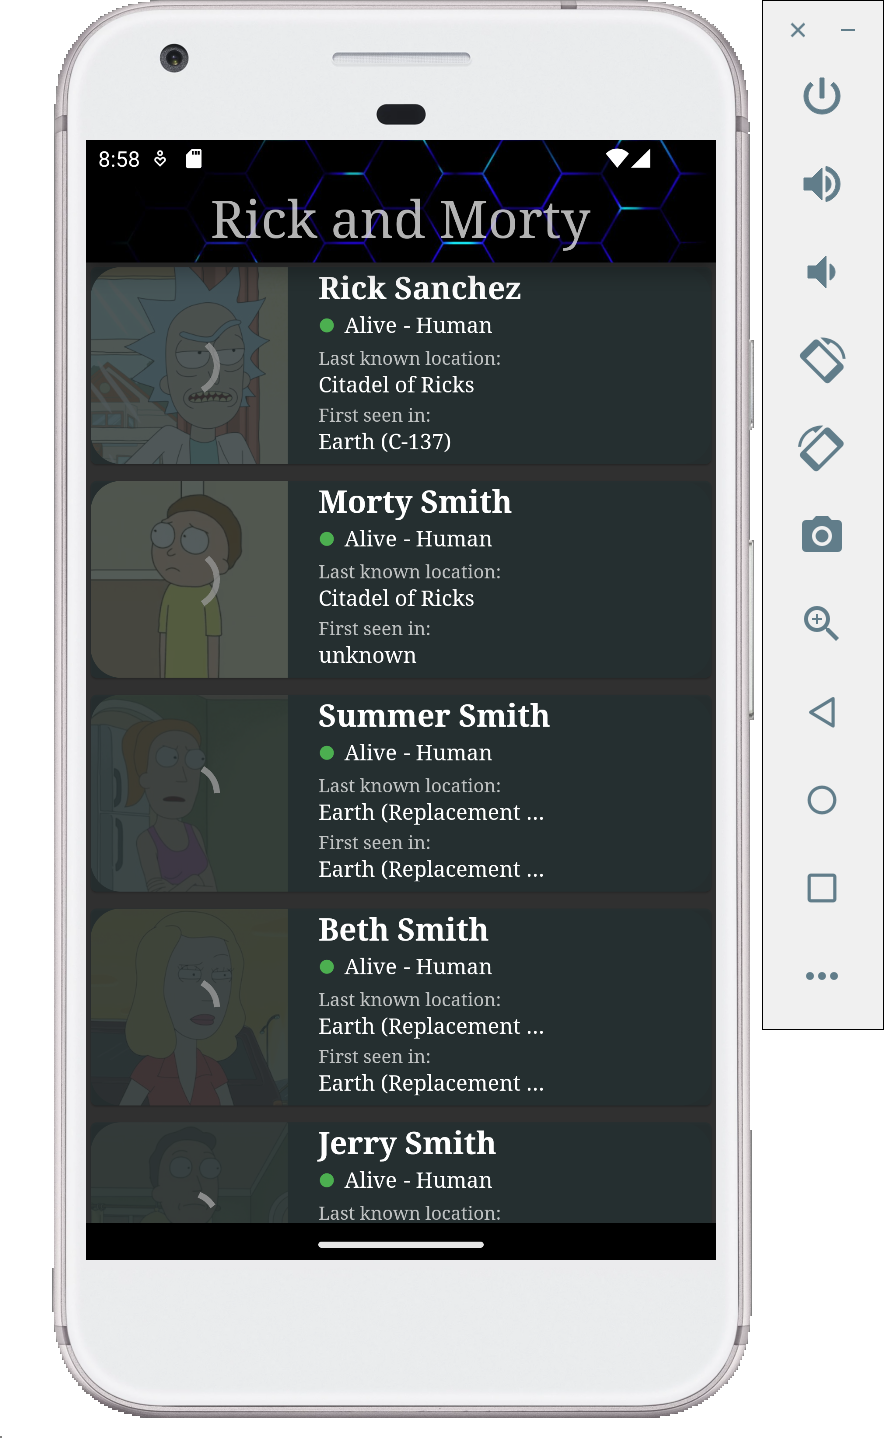 8:58
Rick and Morty
Rick Sanchez
Alive - Human
Last known location:
Citadel of Ricks
First seen in:
Earth (C-137)
Morty Smith
Alive - Human
Last known location:
Citadel of Ricks
First seen in:
unknown
Summer Smith
Alive - Human
Last known location:
Earth (Replacement ...
First seen in:
Earth (Replacement ...
Beth Smith
Alive - Human
Last known location:
Earth (Replacement ...
First seen in:
Earth (Replacement ...
Jerry Smith
Alive - Human
Last known location: